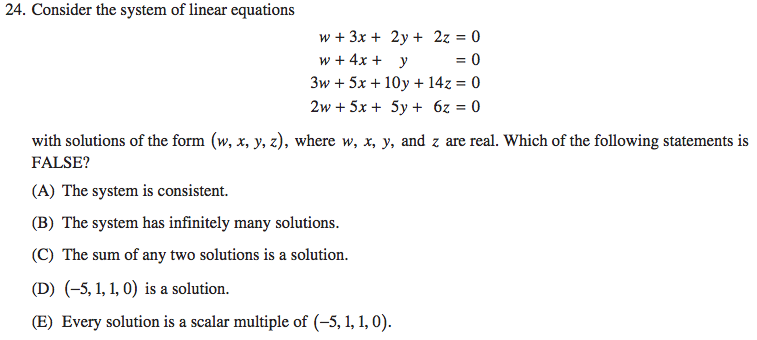 24. Consider the system of linear equations
w + 3x + 2y + 2z = 0
w + 4x + y = 0
3w + 5x + 10y + 14z = 0
2w + 5x + 5y + 6z = 0
with solutions of the form (w, x, y, z), where w, x, y, and z are real. Which of the following statements is
FALSE?
(A) The system is consistent.
(B) The system has infinitely many solutions.
(C) The sum of any two solutions is a solution.
(D) (−5, 1, 1, 0) is a solution.
(E) Every solution is a scalar multiple of (−5, 1, 1, 0).